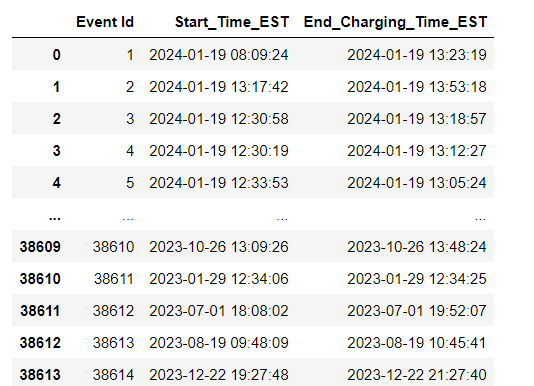 Event Id Start_Time_EST End_Charging_Time_EST
0 1 2024-01-19 08:09:24 2024-01-19 13:23:19
1 2 2024-01-19 13:17:42 2024-01-19 13:53:18
2 3 2024-01-19 12:30:58 2024-01-19 13:18:57
3 4 2024-01-19 12:30:19 2024-01-19 13:12:27
4 5 2024-01-19 12:33:53 2024-01-19 13:05:24
... ... ... ...
38609 38610 2023-10-26 13:09:26 2023-10-26 13:48:24
38610 38611 2023-01-29 12:34:06 2023-01-29 12:34:25
38611 38612 2023-07-01 18:08:02 2023-07-01 19:52:07
38612 38613 2023-08-19 09:48:09 2023-08-19 10:45:41
38613 38614 2023-12-22 19:27:48 2023-12-22 21:27:40